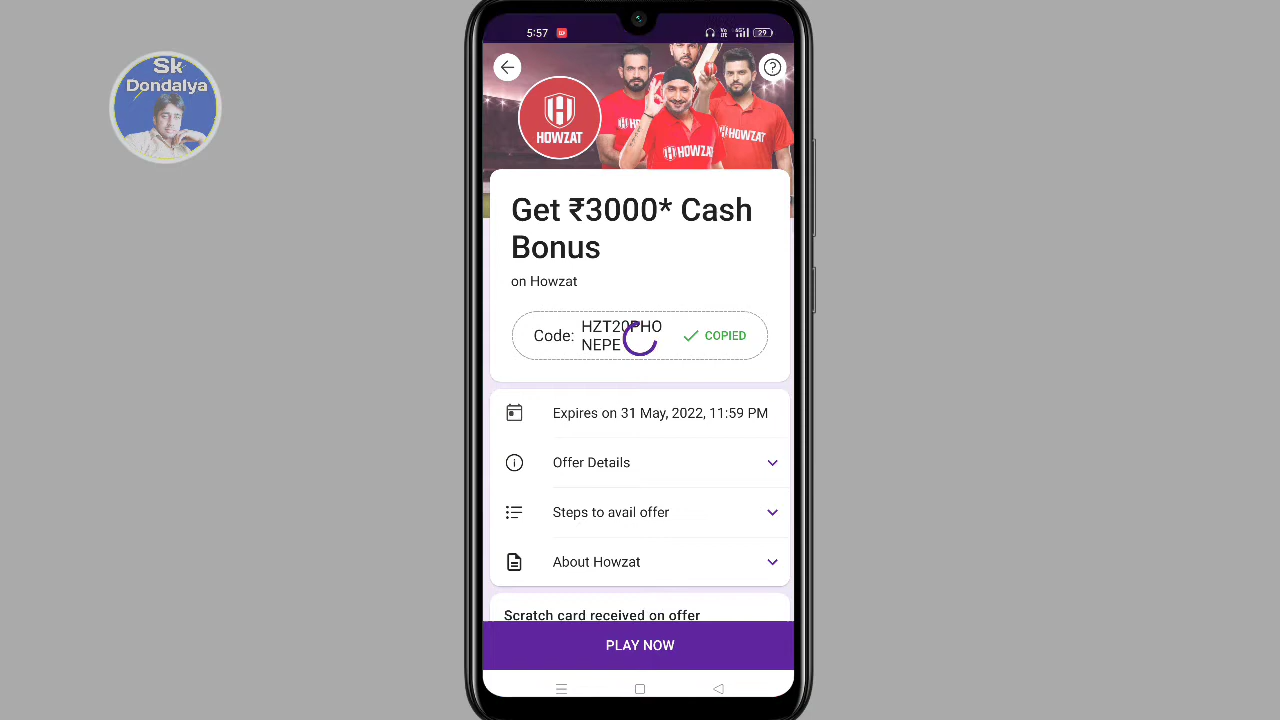 Sk
Dondalya
5:57
29
HOWZAT
HOWZAT
HOWZAT
Get ₹3000* Cash
Bonus
on Howzat
Code: HZT20PHO
NEPE
COPIED
Expires on 31 May, 2022, 11:59 PM
Offer Details
Steps to avail offer
About Howzat
Scratch card received on offer
PLAY NOW